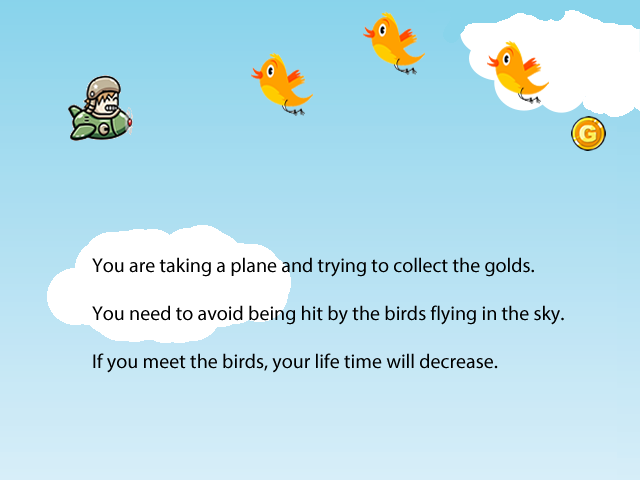 G
You are taking a plane and trying to collect the golds.
You need to avoid being hit by the birds flying in the sky.
If you meet the birds, your life time will decrease.